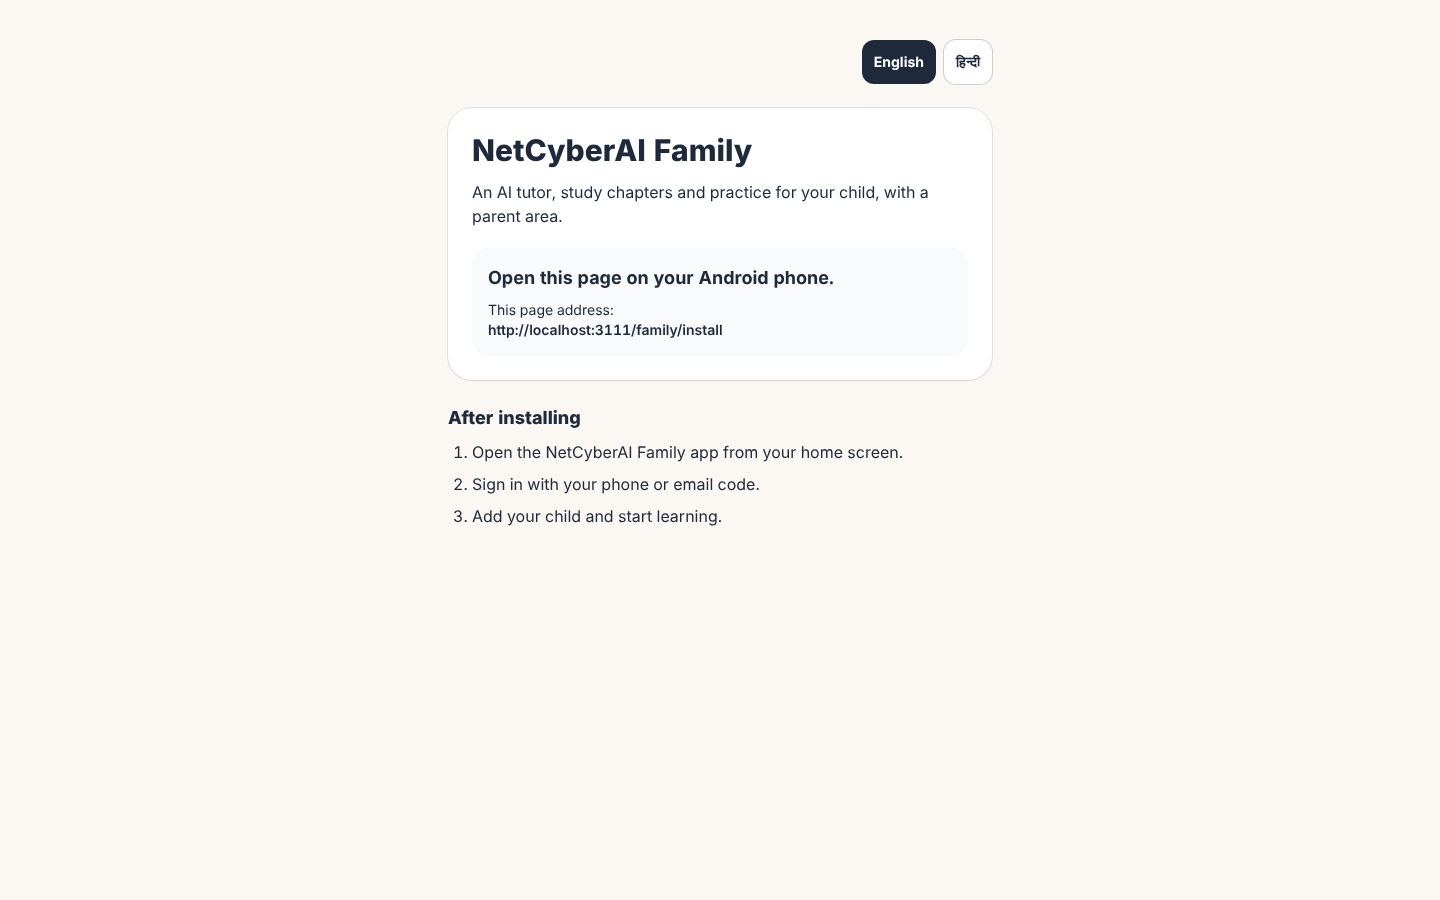 English
हिन्दी
NetCyberAI Family
An AI tutor, study chapters and practice for your child, with a
parent area.
Open this page on your Android phone.
This page address:
http://localhost:3111/family/install
After installing
1. Open the NetCyberAI Family app from your home screen.
2. Sign in with your phone or email code.
3. Add your child and start learning.